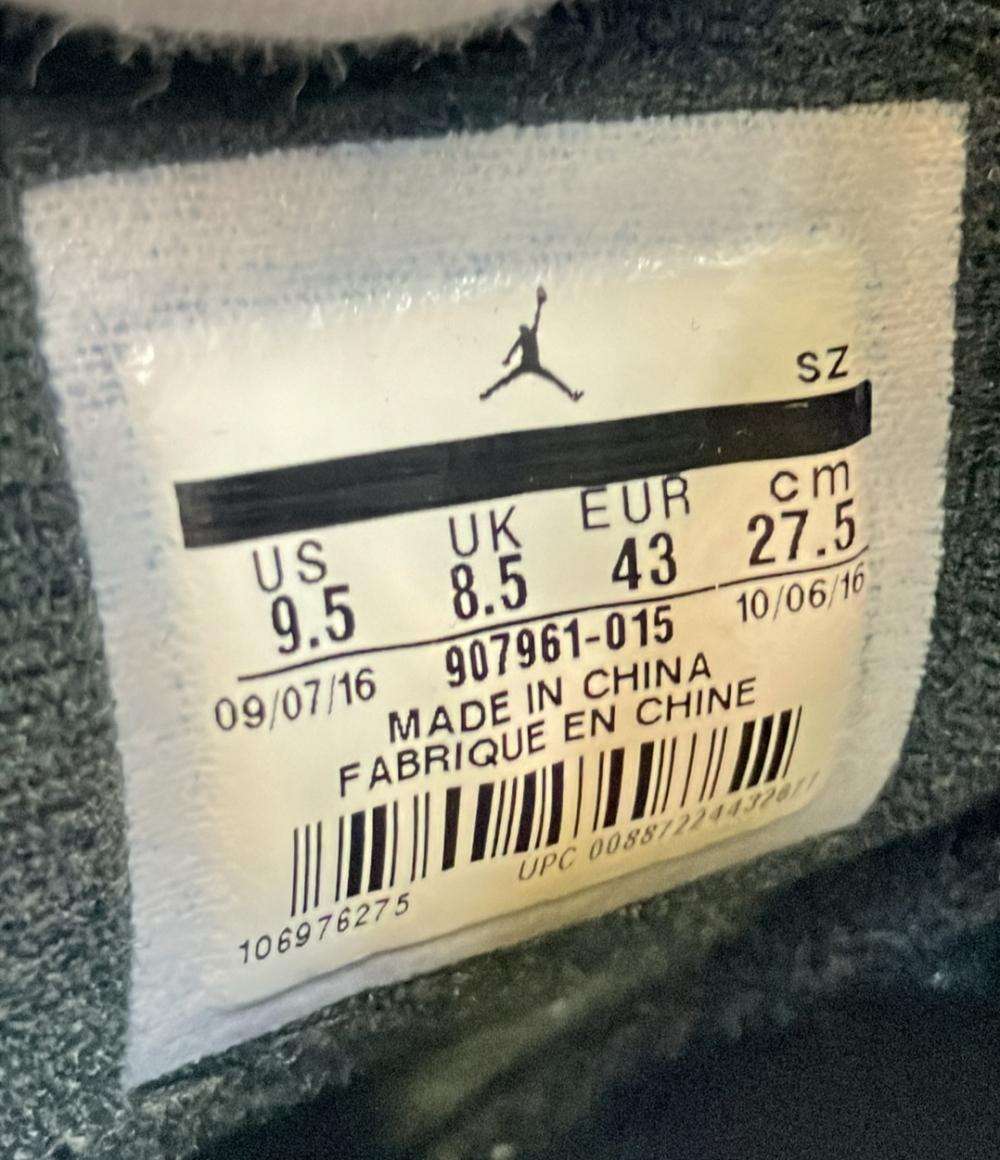 SZ
US UK EUR cm
9.5 8.5 43 27.5
09/07/16 907961-015 10/06/16
MADE IN CHINA
FABRIQUE EN CHINE
UPC
106976275